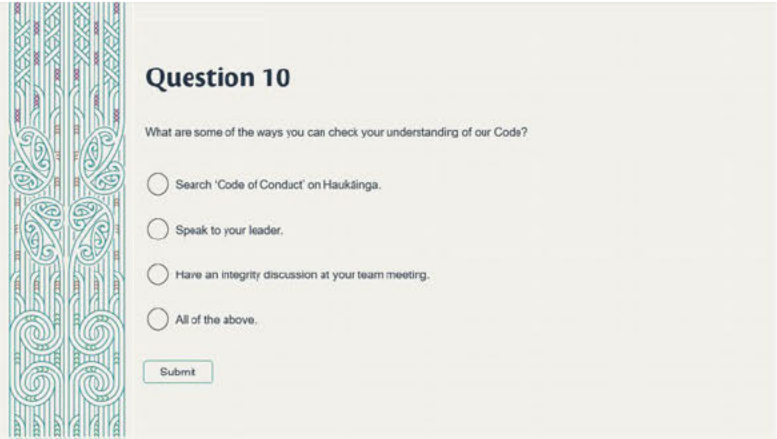 Question 10
What are some of the ways you can check your understanding of our Code?
Search ‘Code of Conduct’ on Haukāinga.
Speak to your leader.
Have an integrity discussion at your team meeting.
All of the above.
Submit